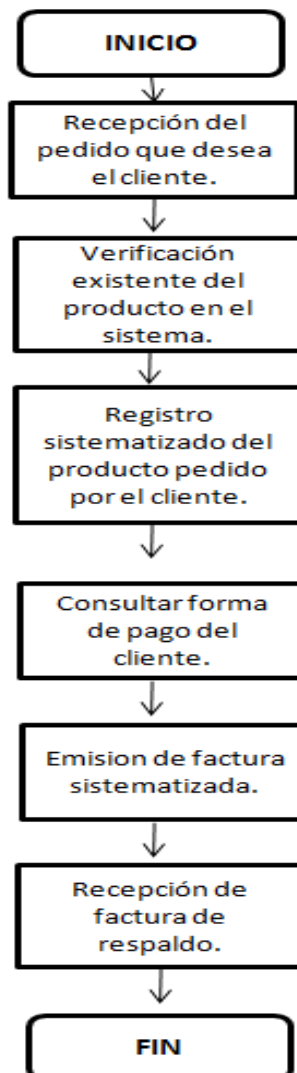 INICIO
Recepción del
pedido que desea
el cliente.
Verificación
existente del
producto en el
sistema.
Registro
sistematizado del
producto pedido
por el cliente.
Consultar forma
de pago del
cliente.
Emision de factura
sistematizada.
Recepción de
factura de
respaldo.
FIN